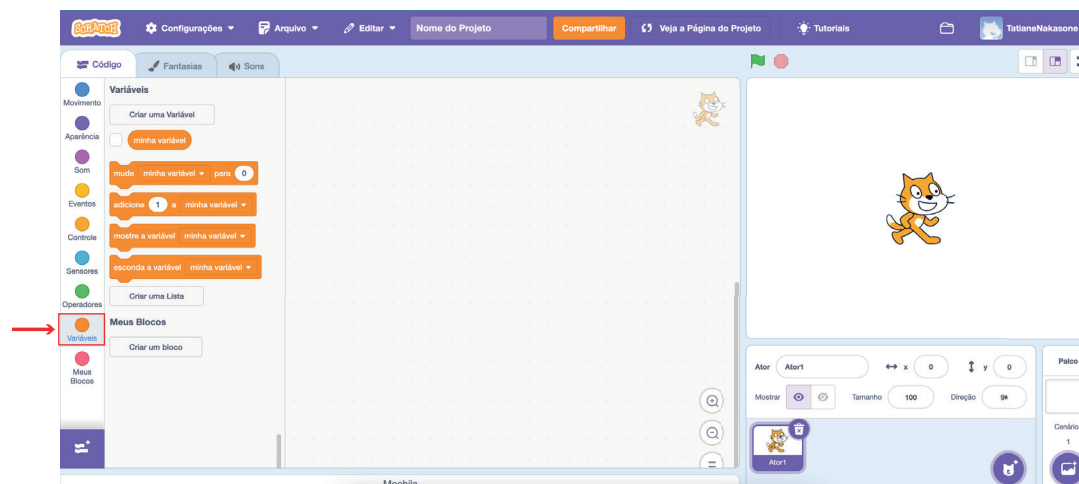 SCRATCH Configurações Arquivo Editar Nome do Projeto Compartilhar Veja a Página do Projeto Tutoriais TatianeNakasone
Código Fantasias Sons
Movimento
Aparência
Som
Eventos
Controle
Sensores
Operadores
Variáveis
Meus
Blocos
Variáveis
Criar uma Variável
minha variável
mude minha variável para 0
adicione 1 a minha variável
mostre a variável minha variável
esconda a variável minha variável
Criar uma Lista
Meus Blocos
Criar um bloco
Ator Ator1 x 0 y 0
Mostrar Tamanho 100 Direção
Ator1
Palco
Cenário
1
Mochila